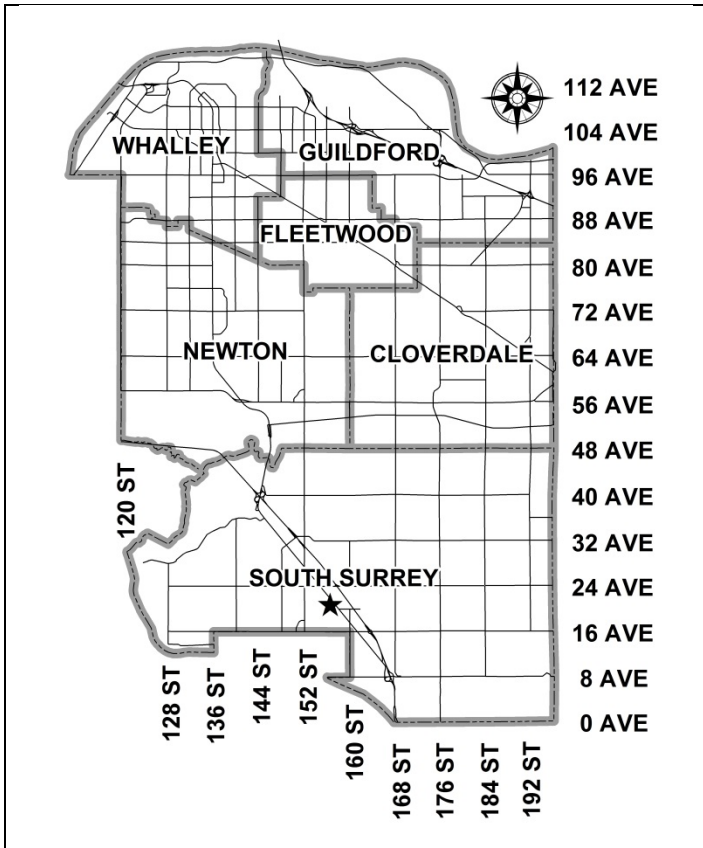 112 AVE
104 AVE
WHALLEY
GUILDFORD
96 AVE
88 AVE
FLEETWOOD
80 AVE
72 AVE
NEWTON
CLOVERDALE
64 AVE
56 AVE
48 AVE
120 ST
40 AVE
32 AVE
SOUTH SURREY
24 AVE
16 AVE
128 ST
136 ST
144 ST
152 ST
8 AVE
160 ST
0 AVE
168 ST
176 ST
184 ST
192 ST